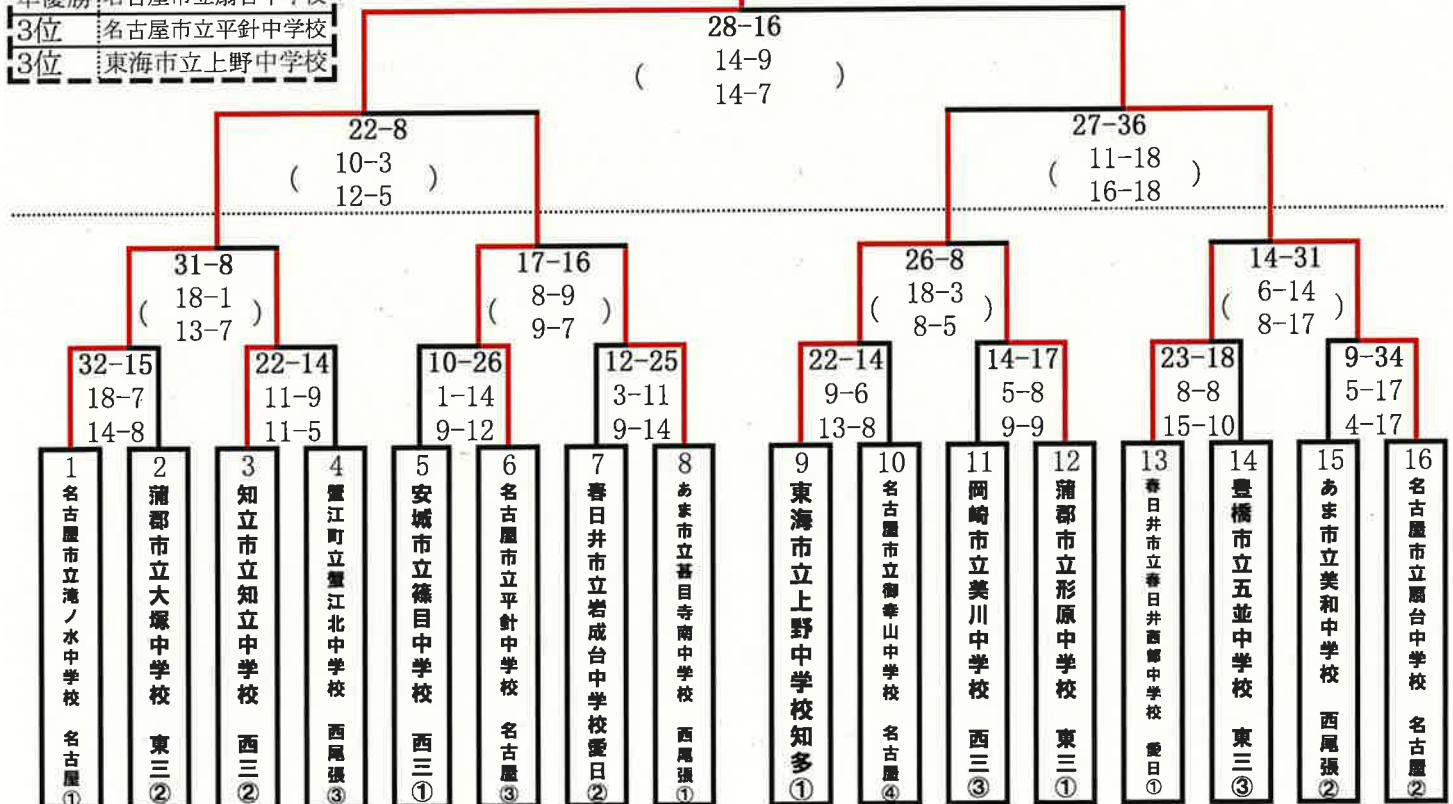 準優勝 名古屋市立扇台中学校
3位 名古屋市立平針中学校
3位 東海市立上野中学校
28-16
( 14-9 )
14-7
22-8
( 10-3 )
12-5
27-36
( 11-18 )
16-18
31-8
( 18-1 )
13-7
17-16
( 8-9 )
9-7
26-8
( 18-3 )
8-5
14-31
( 6-14 )
8-17
32-15
18-7
14-8
22-14
11-9
11-5
10-26
1-14
9-12
12-25
3-11
9-14
22-14
9-6
13-8
14-17
5-8
9-9
23-18
8-8
15-10
9-34
5-17
4-17
1 名古屋市立滝ノ水中学校 名古屋①
2 蒲郡市立大塚中学校 東三②
3 知立市立知立中学校 西三②
4 蟹江町立蟹江北中学校 西尾張③
5 安城市立篠目中学校 西三①
6 名古屋市立平針中学校 名古屋③
7 春日井市立岩成台中学校愛日②
8 あま市立甚目寺南中学校 西尾張①
9 東海市立上野中学校知多①
10 名古屋市立御幸山中学校 名古屋④
11 岡崎市立美川中学校 西三③
12 蒲郡市立形原中学校 東三①
13 春日井市立春日井西部中学校 愛日①
14 豊橋市立五並中学校 東三③
15 あま市立美和中学校 西尾張②
16 名古屋市立扇台中学校 名古屋②